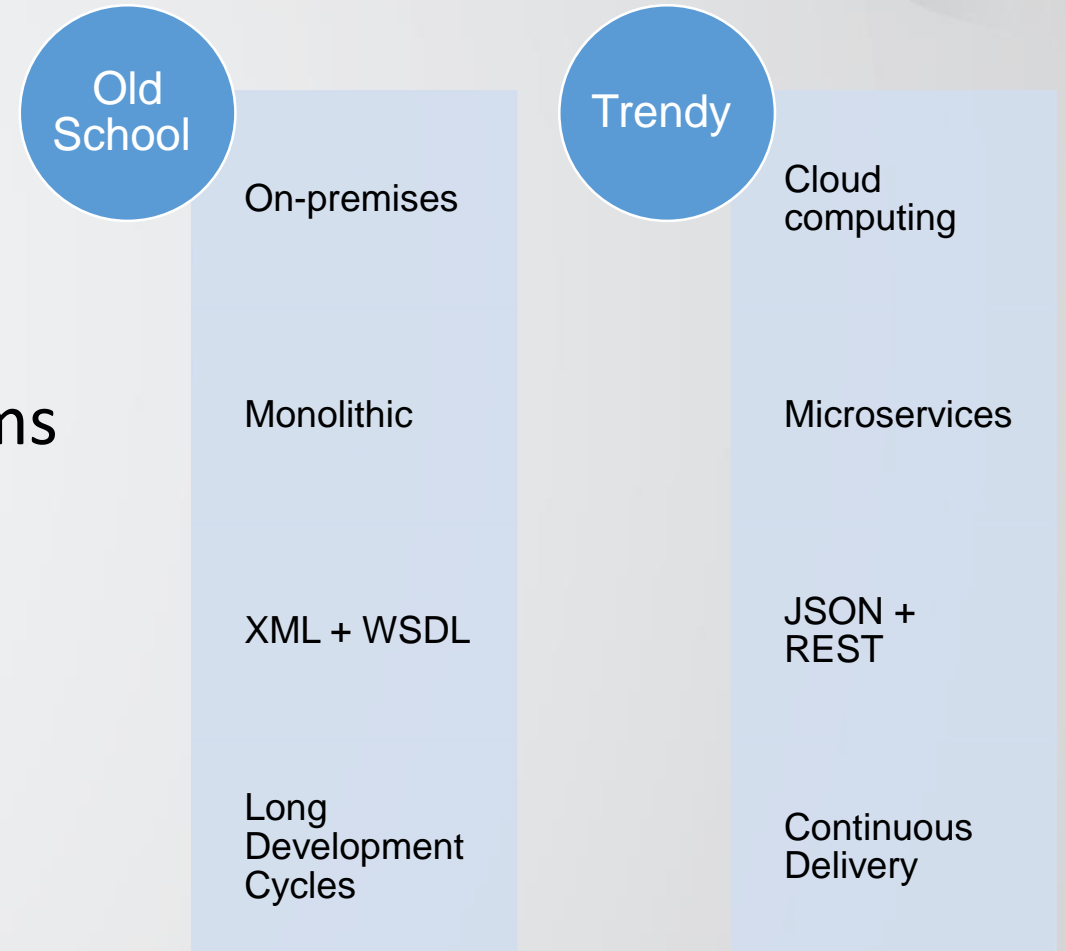 Old
School
On-premises
Monolithic
XML + WSDL
Long
Development
Cycles
Trendy
Cloud
computing
Microservices
JSON +
REST
Continuous
Delivery